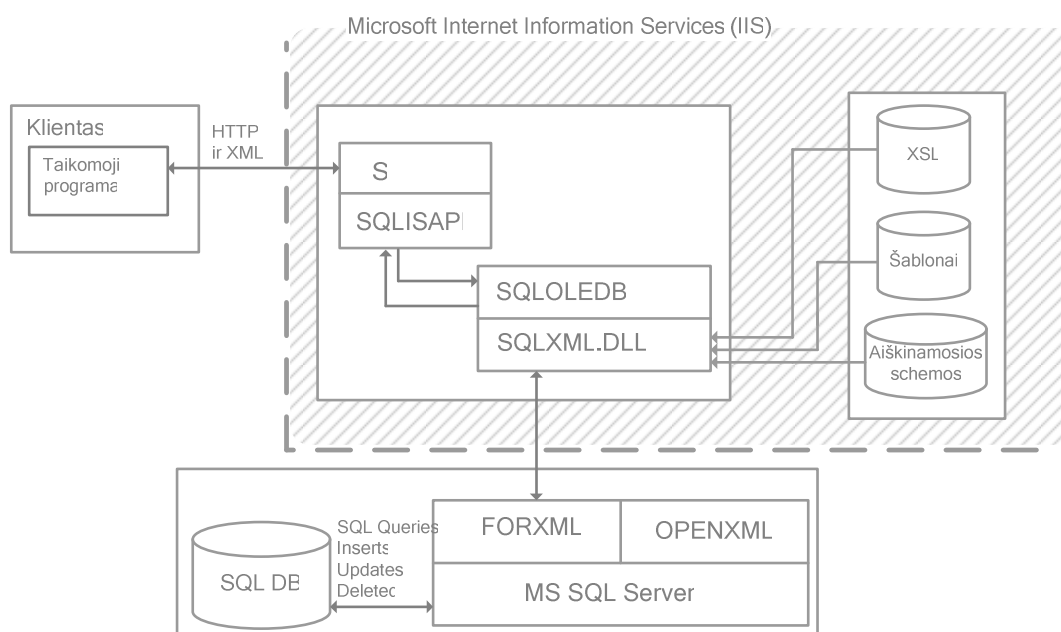 Microsoft Internet Information Services (IIS)
Klientas
Taikomoji
programa
HTTP
ir XML
S
SQLISAPI
SQLOLEDB
SQLXML.DLL
XSL
Šablonai
Aiškinamosios
schemos
SQL DB
SQL Queries
Inserts
Updates
Deleted
FORXML
OPENXML
MS SQL Server